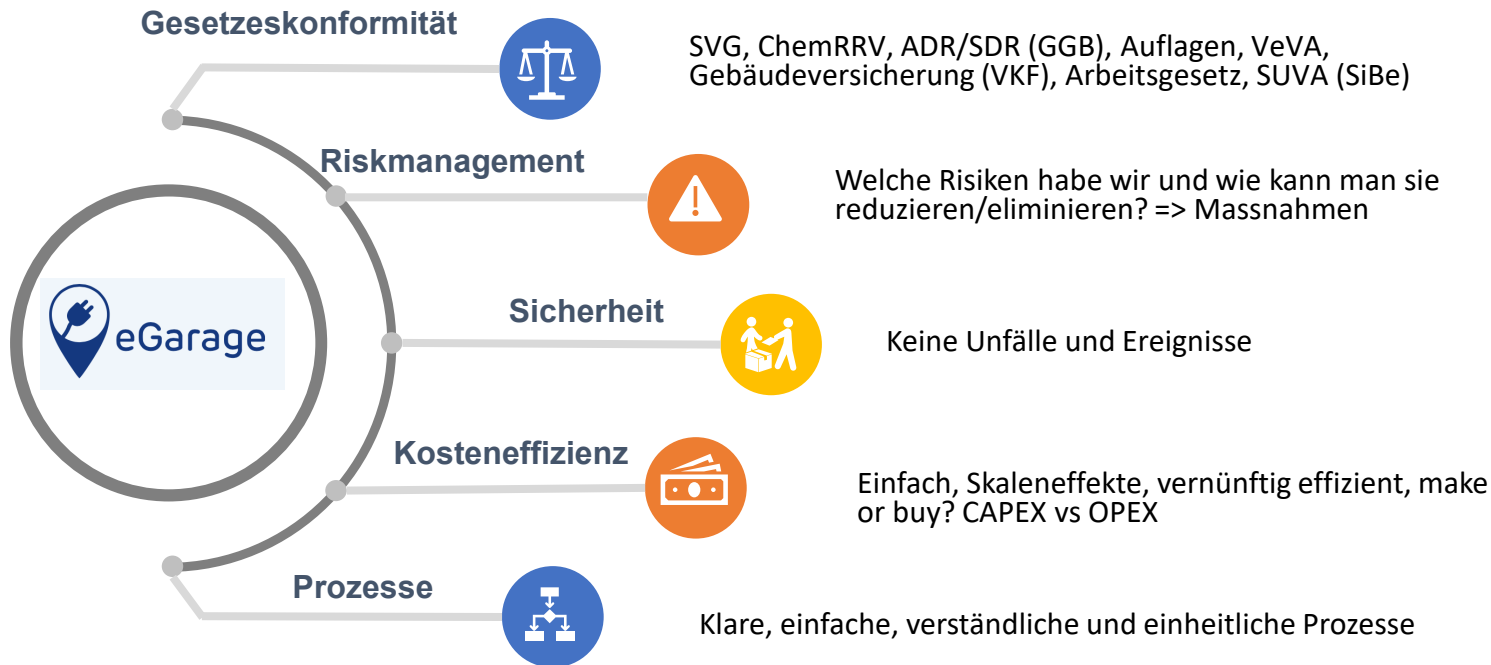 Gesetzeskonformität
SVG, ChemRRV, ADR/SDR (GGB), Auflagen, VeVA,
Gebäudeversicherung (VKF), Arbeitsgesetz, SUVA (SiBe)
Riskmanagement
Welche Risiken habe wir und wie kann man sie
reduzieren/eliminieren? => Massnahmen
eGarage
Sicherheit
Keine Unfälle und Ereignisse
Kosteneffizienz
Einfach, Skaleneffekte, vernünftig effizient, make
or buy? CAPEX vs OPEX
Prozesse
Klare, einfache, verständliche und einheitliche Prozesse